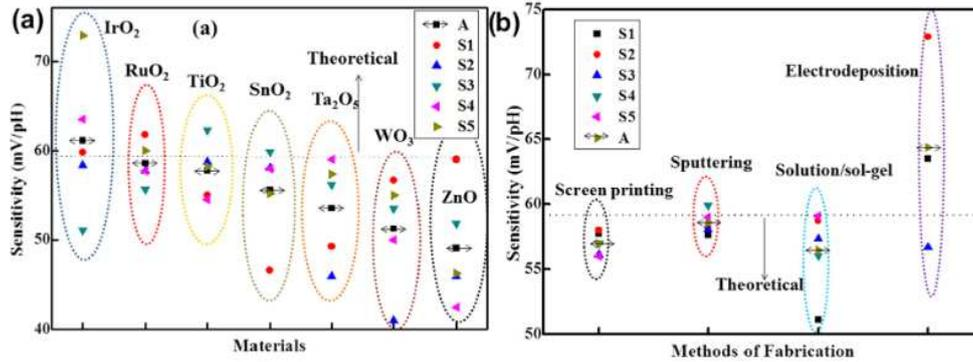 (a)
(a)
IrO2
RuO2
TiO2
SnO2
Theoretical
Ta2O5
WO3
ZnO
A
S1
S2
S3
S4
S5
70
60
50
40
Sensitivity (mV/pH)
Materials
(b)
S1
S2
S3
S4
S5
A
Electrodeposition
Sputtering
Solution/sol-gel
Screen printing
Theoretical
75
70
65
60
55
50
Sensitivity (mV/pH)
Methods of Fabrication